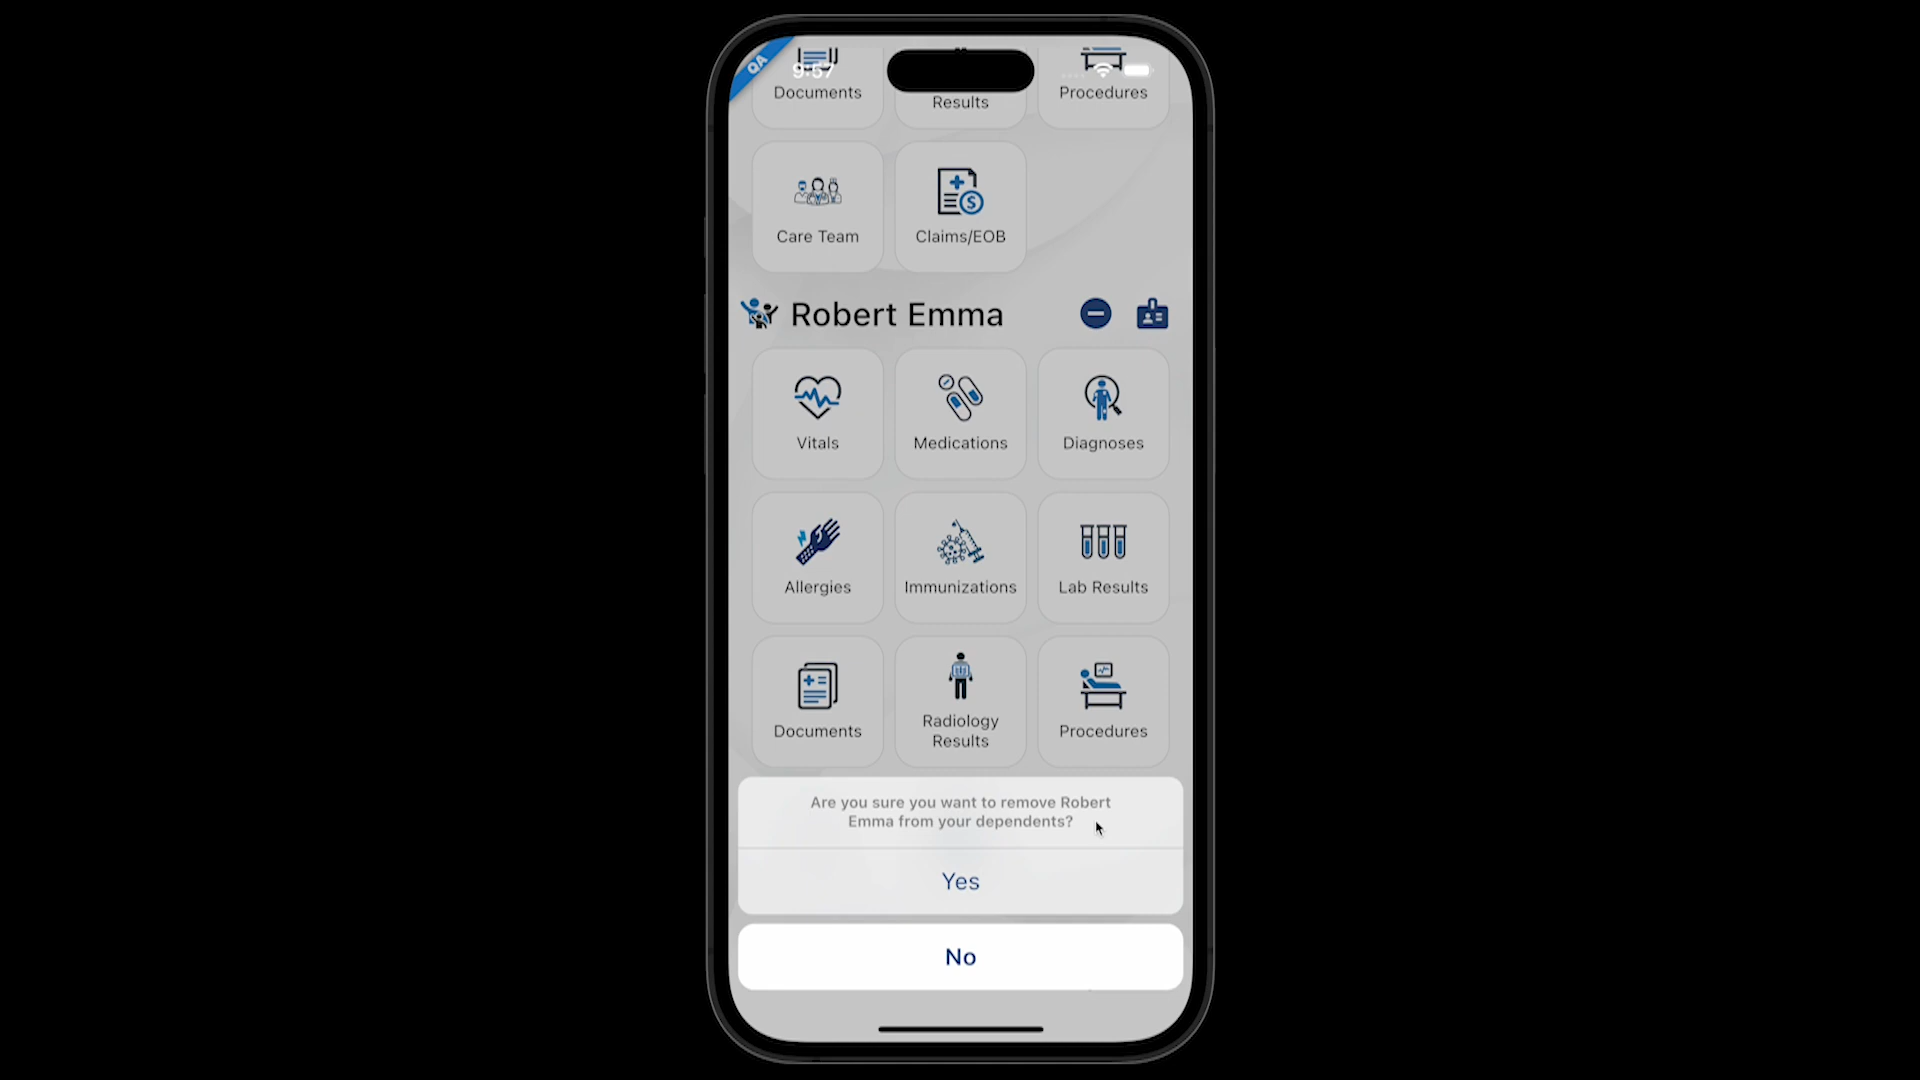 QA
9:57
Documents
Results
Procedures
Care Team
Claims/EOB
Robert Emma
Vitals
Medications
Diagnoses
Allergies
Immunizations
Lab Results
Documents
Radiology
Results
Procedures
Are you sure you want to remove Robert
Emma from your dependents?
Yes
No